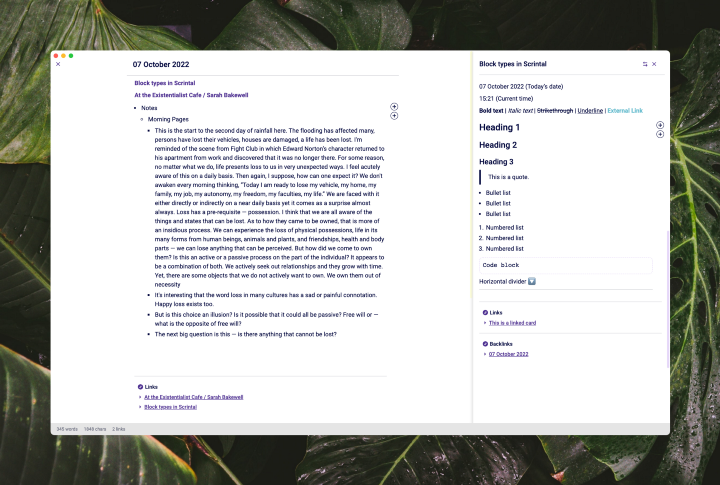 07 October 2022
Block types in Scrintal
At the Existentialist Cafe / Sarah Bakewell
Notes
Morning Pages
This is the start to the second day of rainfall here. The flooding has affected many,
persons have lost their vehicles, houses are damaged, a life has been lost. I'm
reminded of the scene from Fight Club in which Edward Norton's character returned to
his apartment from work and discovered that it was no longer there. For some reason,
no matter what we do, life presents loss to us in very unexpected ways. I feel acutely
aware of this on a daily basis. Then again, I suppose, how can one expect it? We don't
awaken every morning thinking, "Today I am ready to lose my vehicle, my home, my
family, my job, my autonomy, my freedom, my faculties, my life." We are faced with it
either directly or indirectly on a near daily basis yet it comes as a surprise almost
always. Loss has a pre-requisite — possession. I think that we are all aware of the
things and states that can be lost. As to how they came to be owned, that is more of
an insidious process. We can experience the loss of physical possessions, life in its
many forms from human beings, animals and plants, and friendships, health and body
parts — we can lose anything that can be perceived. But how did we come to own
them? Is this an active or a passive process on the part of the individual? It appears to
be a combination of both. We actively seek out relationships and they grow with time.
Yet, there are some objects that we do not actively want to own. We own them out of
necessity
It's interesting that the word loss in many cultures has a sad or painful connotation.
Happy loss exists too.
But is this choice an illusion? Is it possible that it could all be passive? Free will or —
what is the opposite of free will?
The next big question is this — is there anything that cannot be lost?
Links
At the Existentialist Cafe / Sarah Bakewell
Block types in Scrintal
345 words 1948 chars 2 links
Block types in Scrintal
07 October 2022 (Today's date)
15:21 (Current time)
Bold text | Italic text | Strikethrough | Underline | External Link
Heading 1
Heading 2
Heading 3
This is a quote.
Bullet list
Bullet list
Bullet list
1. Numbered list
2. Numbered list
3. Numbered list
Code block
Horizontal divider
Links
This is a linked card
Backlinks
07 October 2022